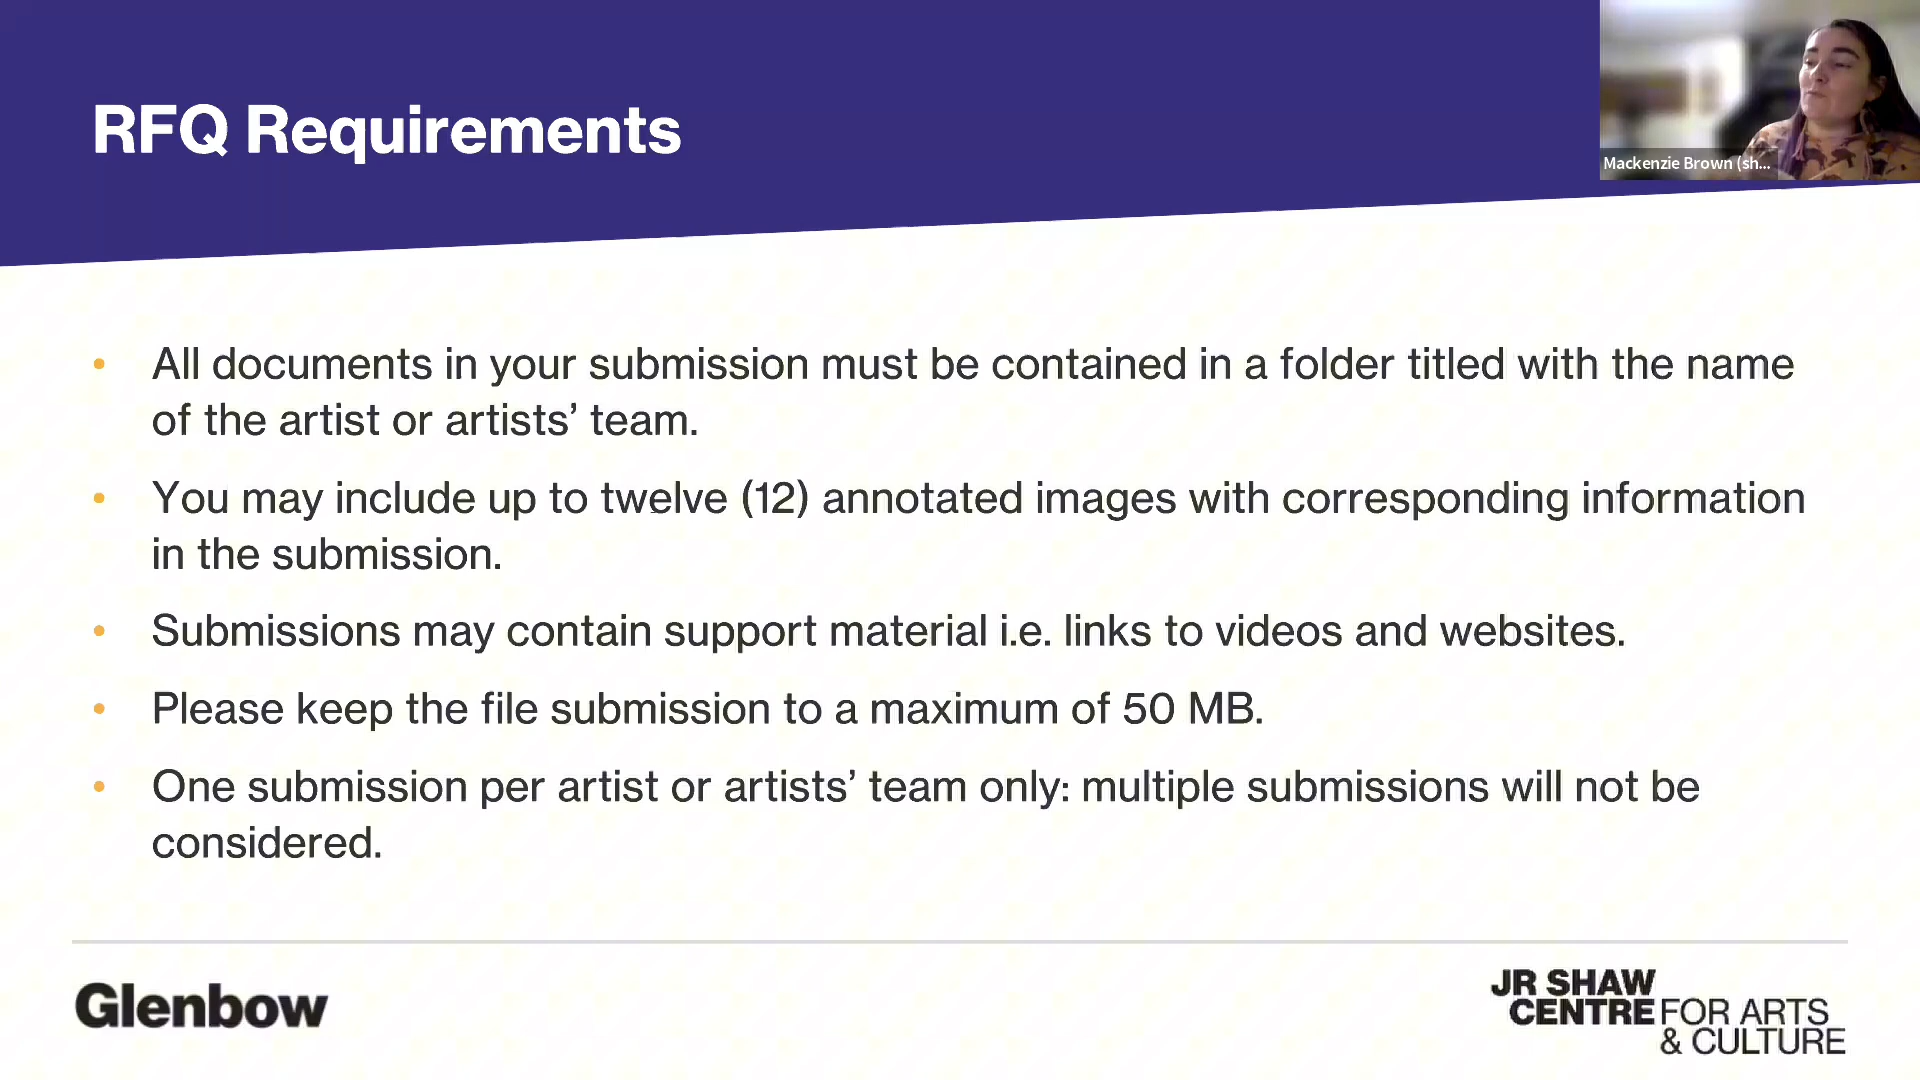 RFQ Requirements
Mackenzie Brown (sh...
• All documents in your submission must be contained in a folder titled with the name
of the artist or artists’ team.
• You may include up to twelve (12) annotated images with corresponding information
in the submission.
• Submissions may contain support material i.e. links to videos and websites.
• Please keep the file submission to a maximum of 50 MB.
• One submission per artist or artists’ team only: multiple submissions will not be
considered.
Glenbow
JR SHAW
CENTRE FOR ARTS
& CULTURE